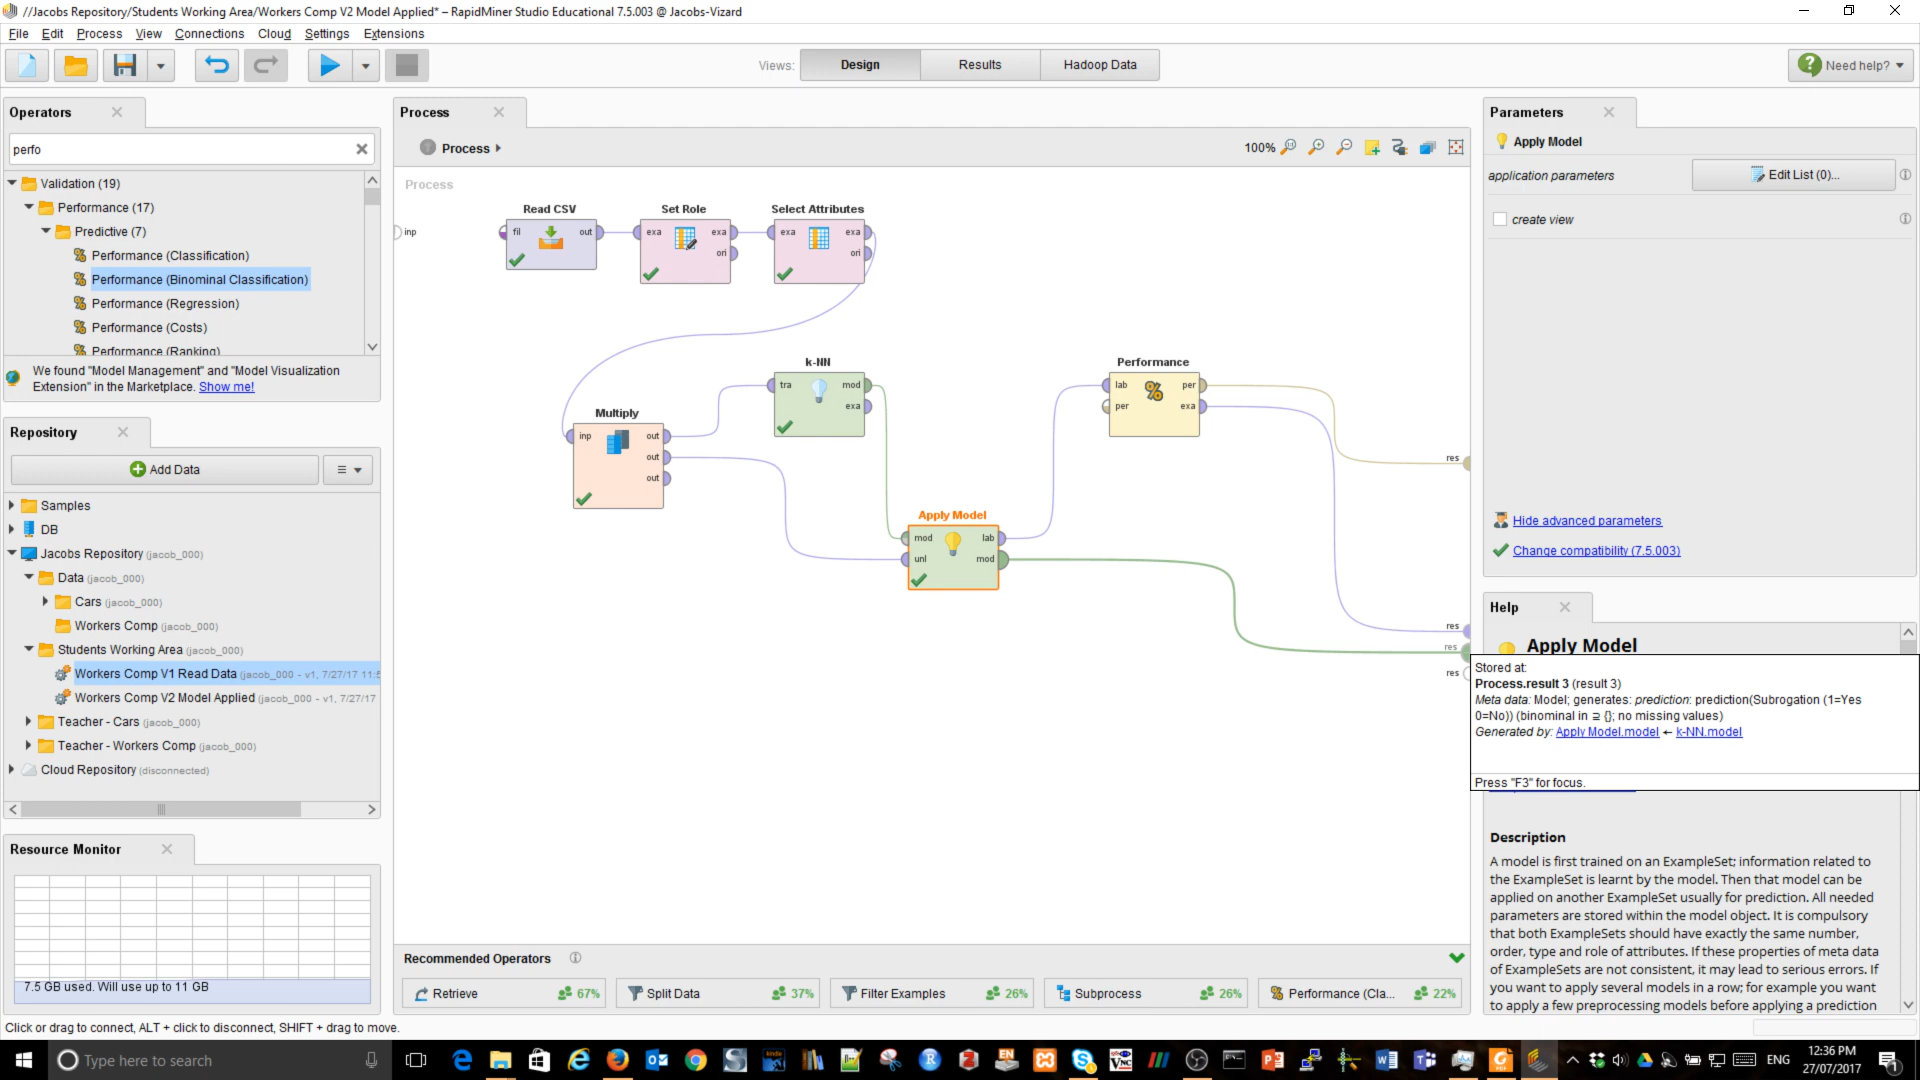 //Jacobs Repository/Students Working Area/Workers Comp V2 Model Applied* – RapidMiner Studio Educational 7.5.003 @ Jacobs-Vizard
File Edit Process View Connections Cloud Settings Extensions
Views: Design Results Hadoop Data
Need help?
Operators
perfo
Validation (19)
Performance (17)
Predictive (7)
Performance (Classification)
Performance (Binominal Classification)
Performance (Regression)
Performance (Costs)
Performance (Ranking)
We found "Model Management" and "Model Visualization
Extension" in the Marketplace. Show me!
Repository
Add Data
Samples
DB
Jacobs Repository (jacob_000)
Data (jacob_000)
Cars (jacob_000)
Workers Comp (jacob_000)
Students Working Area (jacob_000)
Workers Comp V1 Read Data (jacob_000 - v1, 7/27/17 11:5
Workers Comp V2 Model Applied (jacob_000 - v1, 7/27/17
Teacher - Cars (jacob_000)
Teacher - Workers Comp (jacob_000)
Cloud Repository (disconnected)
Resource Monitor
7.5 GB used. Will use up to 11 GB
Process
Process
100%
Process
inp
Read CSV
fil out
Set Role
exa exa
ori
Select Attributes
exa exa
ori
k-NN
tra mod
exa
Multiply
inp out
out
out
Performance
lab per
per exa
Apply Model
mod lab
unl mod
res
res
res
res
Recommended Operators
Retrieve 67%
Split Data 37%
Filter Examples 26%
Subprocess 26%
Performance (Cla... 22%
Parameters
Apply Model
application parameters
Edit List (0)...
create view
Hide advanced parameters
Change compatibility (7.5.003)
Help
Apply Model
Stored at:
Process.result 3 (result 3)
Meta data: Model; generates: prediction: prediction(Subrogation (1=Yes
0=No)) (binominal in ⊇ {}; no missing values)
Generated by: Apply Model.model ← k-NN.model
Press "F3" for focus.
Description
A model is first trained on an ExampleSet; information related to
the ExampleSet is learnt by the model. Then that model can be
applied on another ExampleSet usually for prediction. All needed
parameters are stored within the model object. It is compulsory
that both ExampleSets should have exactly the same number,
order, type and role of attributes. If these properties of meta data
of ExampleSets are not consistent, it may lead to serious errors. If
you want to apply several models in a row; for example you want
to apply a few preprocessing models before applying a prediction
Click or drag to connect, ALT + click to disconnect, SHIFT + drag to move.
Type here to search
ENG
12:36 PM
27/07/2017